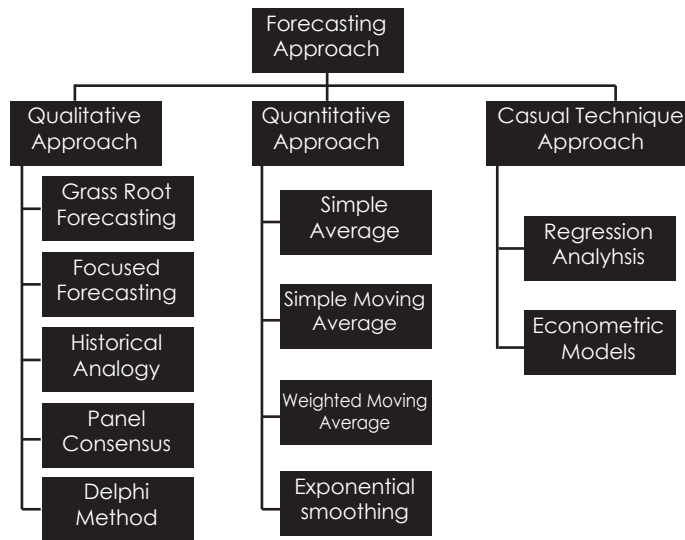 Forecasting
Approach
Qualitative
Approach
Grass Root
Forecasting
Focused
Forecasting
Historical
Analogy
Panel
Consensus
Delphi
Method
Quantitative
Approach
Simple
Average
Simple Moving
Average
Weighted Moving
Average
Exponential
smoothing
Casual Technique
Approach
Regression
Analyhsis
Econometric
Models